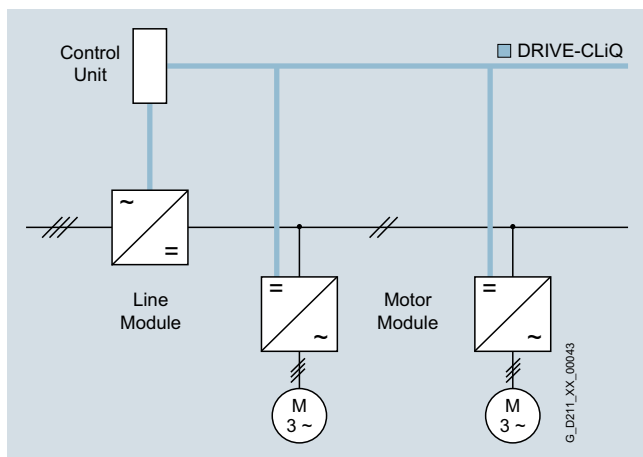 Control
Unit
DRIVE-CLiQ
~
=
Line
Module
=
~
Motor
Module
=
~
M
3 ~
M
3 ~
G_D211_XX_00043